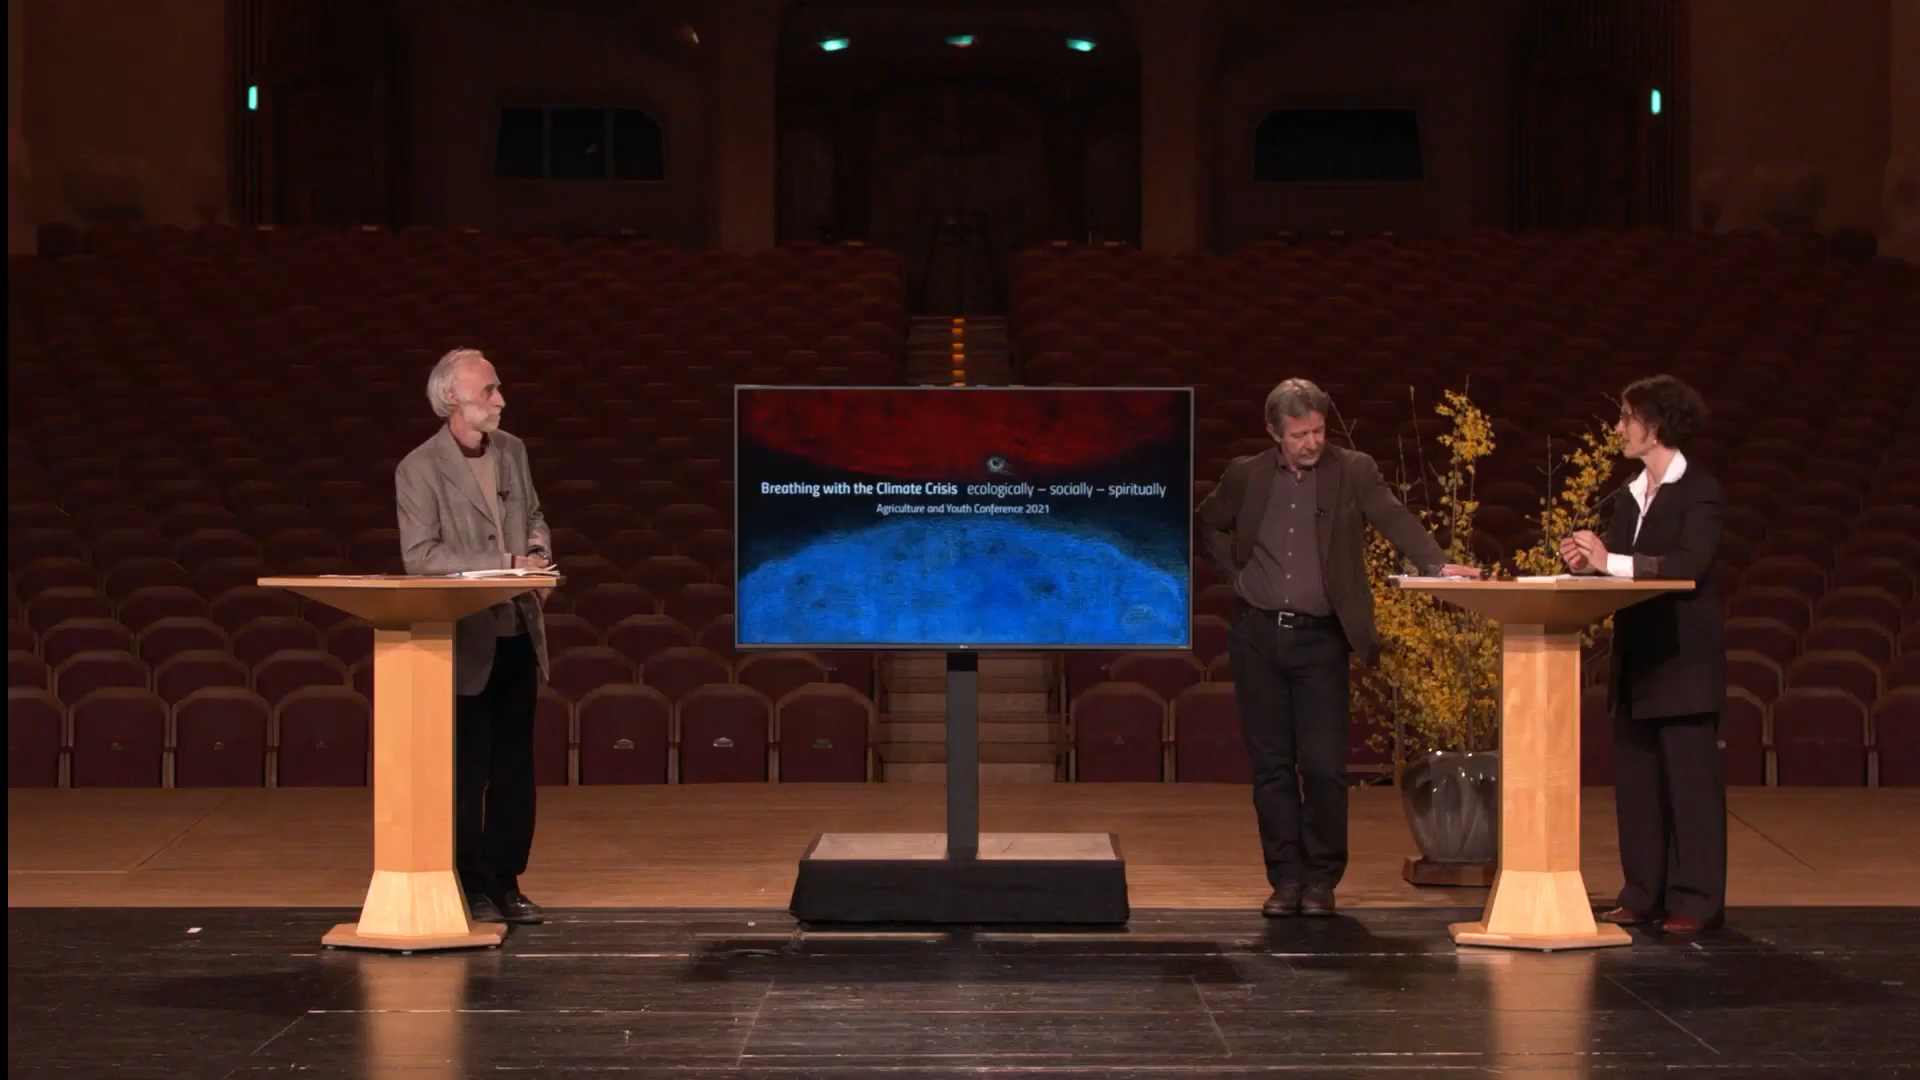 Breathing with the Climate Crisis ecologically – socially – spiritually
Agriculture and Youth Conference 2021